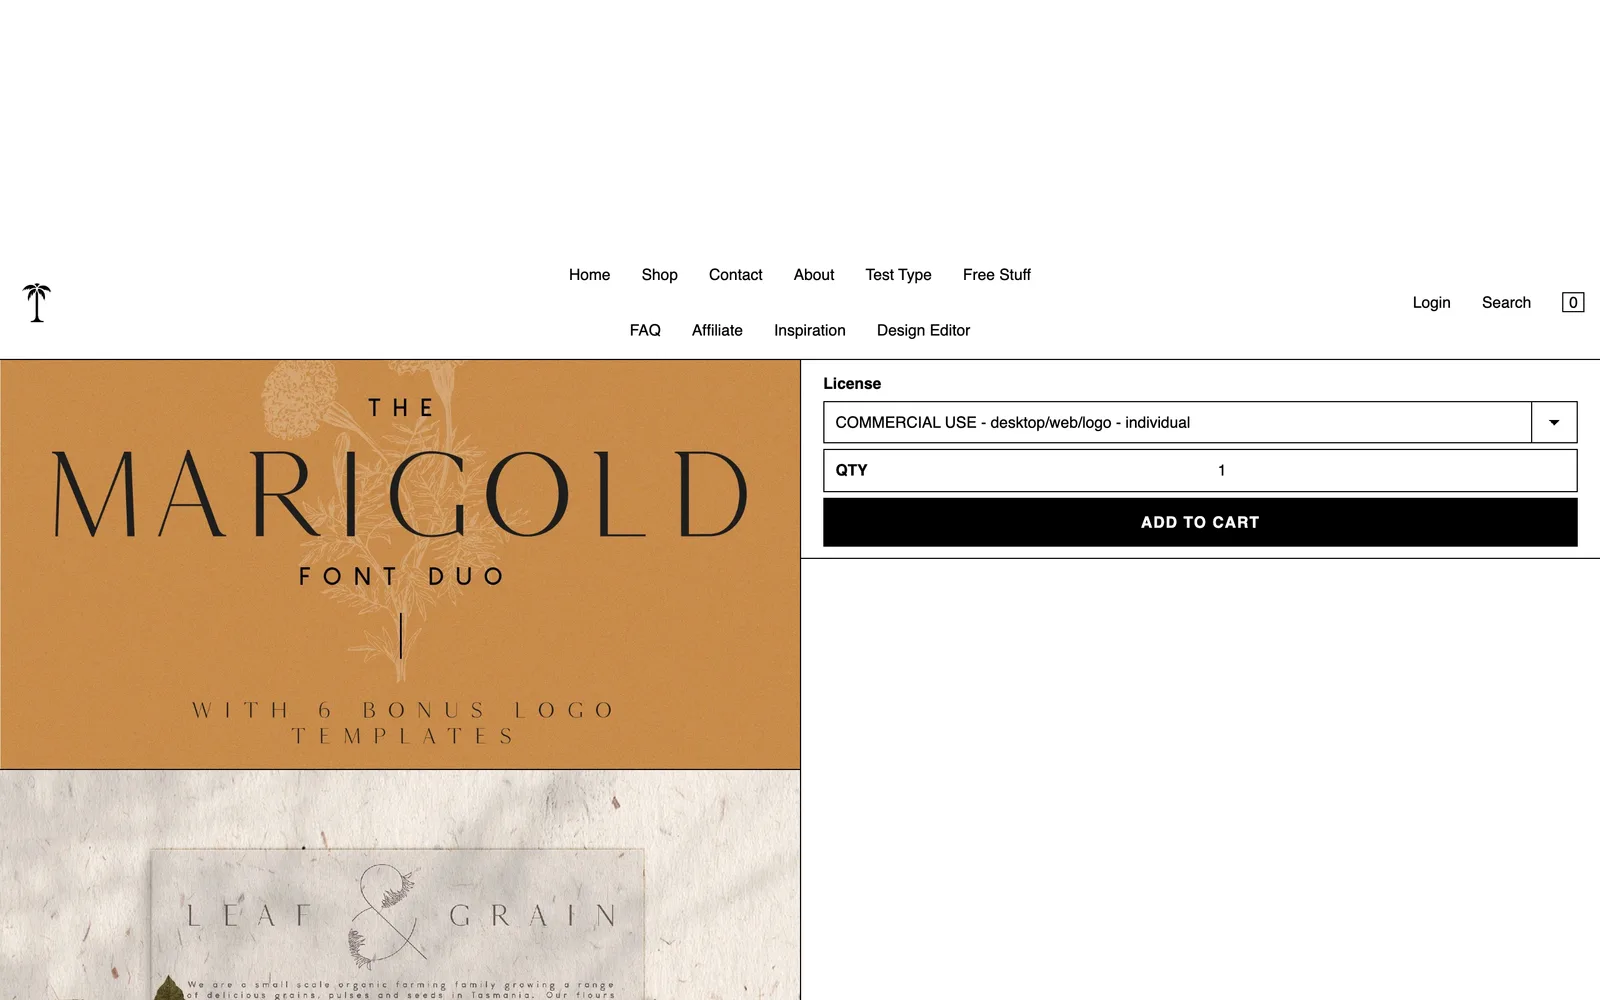 Home Shop Contact About Test Type Free Stuff
FAQ Affiliate Inspiration Design Editor
Login Search 0
THE
MARIGOLD
FONT DUO
WITH 6 BONUS LOGO
TEMPLATES
LEAF & GRAIN
We are a small scale organic farming family growing a range
of delicious grains, pulses and seeds in Tasmania. Our flours
License
COMMERCIAL USE - desktop/web/logo - individual
QTY 1
ADD TO CART